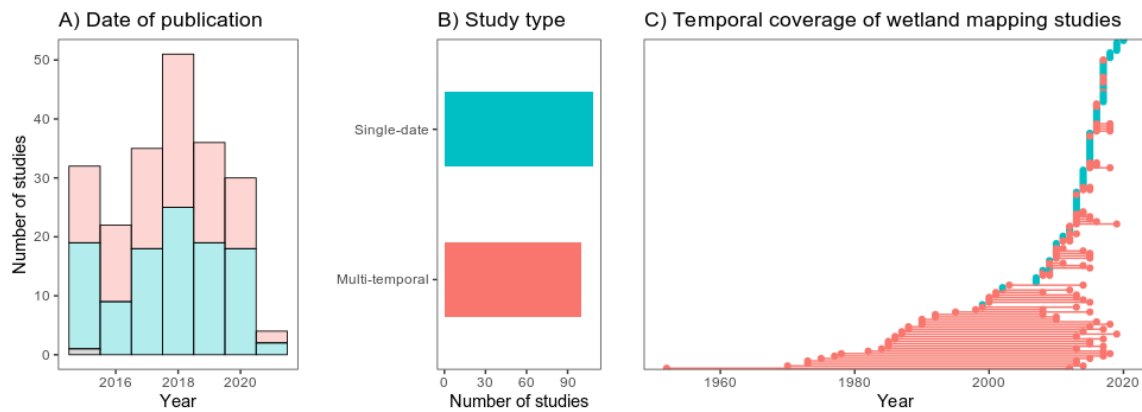 A) Date of publication
B) Study type
C) Temporal coverage of wetland mapping studies
Number of studies
50
40
30
20
10
0
2016
2018
2020
Year
Single-date
Multi-temporal
0
30
60
90
Number of studies
1960
1980
2000
2020
Year